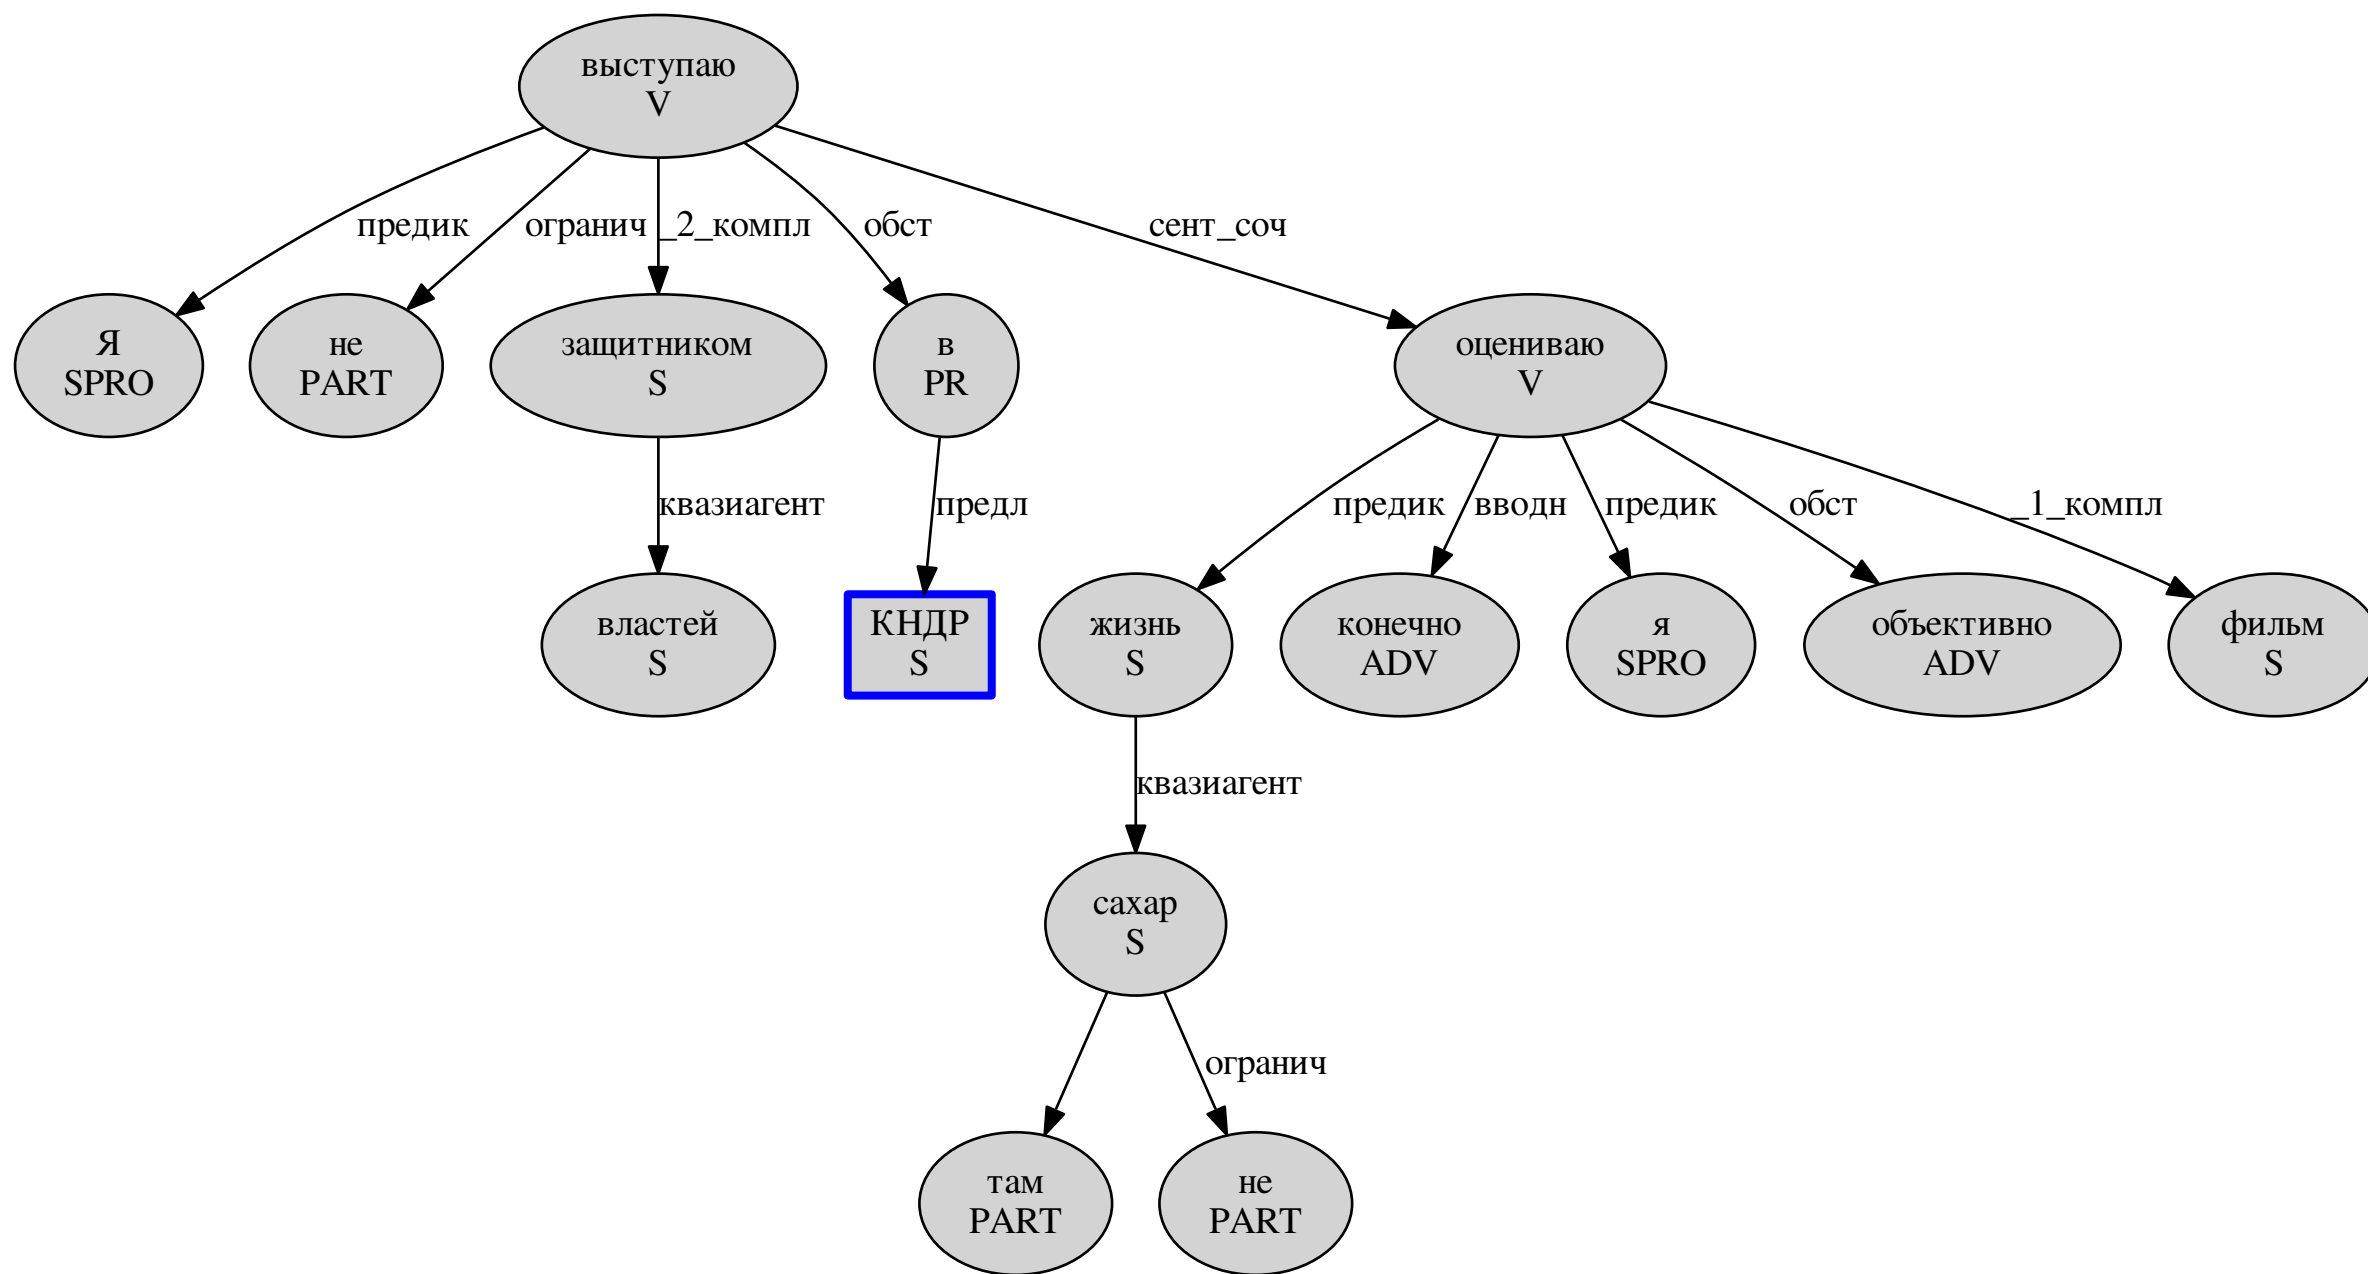 выступаю
V
предик
огранич
_2_компл
обст
сент_соч
Я
SPRO
не
PART
защитником
S
в
PR
оцениваю
V
квазиагент
предл
предик
вводн
предик
обст
_1_компл
властей
S
КНДР
S
жизнь
S
конечно
ADV
я
SPRO
объективно
ADV
фильм
S
квазиагент
сахар
S
огранич
там
PART
не
PART